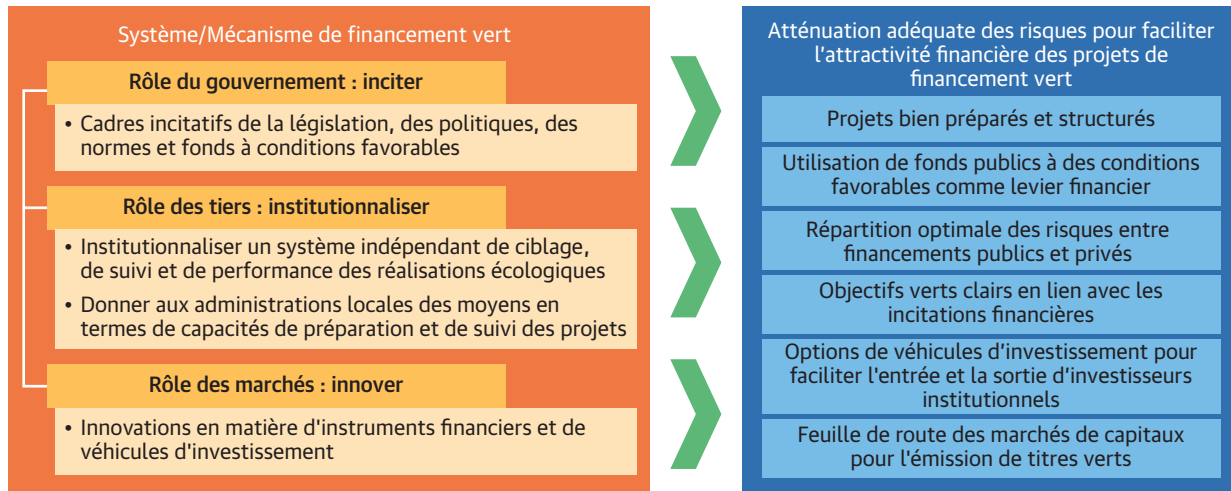 Système/Mécanisme de financement vert
Rôle du gouvernement : inciter
• Cadres incitatifs de la législation, des politiques, des
normes et fonds à conditions favorables
Rôle des tiers : institutionnaliser
• Institutionnaliser un système indépendant de ciblage,
de suivi et de performance des réalisations écologiques
• Donner aux administrations locales des moyens en
termes de capacités de préparation et de suivi des projets
Rôle des marchés : innover
• Innovations en matière d'instruments financiers et de
véhicules d'investissement
Atténuation adéquate des risques pour faciliter
l'attractivité financière des projets de
financement vert
Projets bien préparés et structurés
Utilisation de fonds publics à des conditions
favorables comme levier financier
Répartition optimale des risques entre
financements publics et privés
Objectifs verts clairs en lien avec les
incitations financières
Options de véhicules d'investissement pour
faciliter l'entrée et la sortie d'investisseurs
institutionnels
Feuille de route des marchés de capitaux
pour l'émission de titres verts